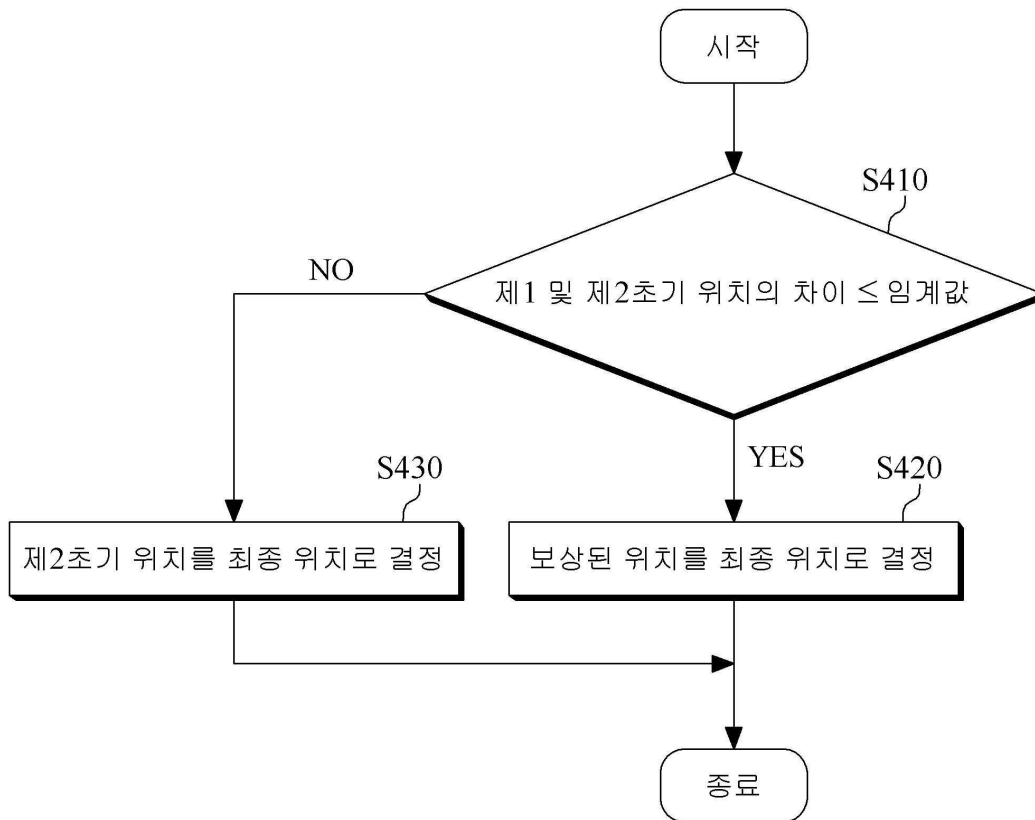 시작
S410
제1 및 제2초기 위치의 차이 ≤ 임계값
NO
YES
S430
제2초기 위치를 최종 위치로 결정
S420
보상된 위치를 최종 위치로 결정
종료